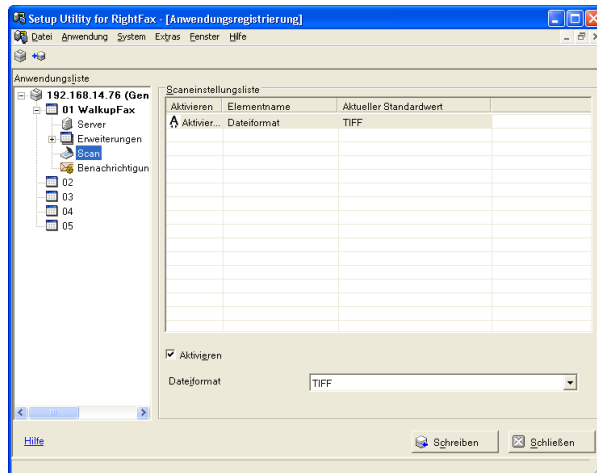 Setup Utility for RightFax - [Anwendungsregistrierung]
Datei Anwendung System Extras Fenster Hilfe
Anwendungsliste
192.168.14.76 (Gen
01 WalkupFax
Server
Erweiterungen
Scan
Benachrichtigun
02
03
04
05
Scaneinstellungsliste
Aktivieren Elementname Aktueller Standardwert
Aktivier... Dateiformat TIFF
Aktivieren
Dateiformat TIFF
Hilfe
Schreiben Schließen